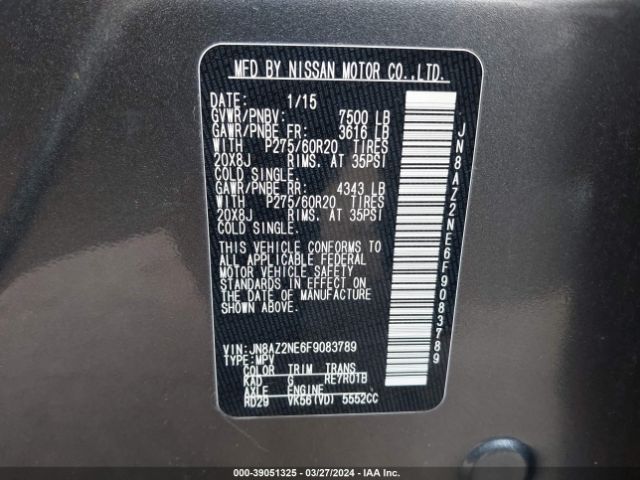 MFD BY NISSAN MOTOR CO.,LTD.
DATE: 1/15
GVWR/PNBV: 7500 LB
GAWR/PNBE FR: 3616 LB
WITH P275/60R20 TIRES
20X8J RIMS. AT 35PSI
COLD SINGLE.
GAWR/PNBE RR: 4343 LB
WITH P275/60R20 TIRES
20X8J RIMS. AT 35PSI
COLD SINGLE.
THIS VEHICLE CONFORMS TO
ALL APPLICABLE FEDERAL
MOTOR VEHICLE SAFETY
STANDARDS IN EFFECT ON
THE DATE OF MANUFACTURE
SHOWN ABOVE.
VIN: JN8AZ2NE6F9083789
TYPE: MPV
COLOR TRIM TRANS
KAD G RE7R01B
AXLE ENGINE
RD29 VK56(VD) 5552CC
JN8AZ2NE6F9083789
000-39051325 - 03/27/2024 - IAA Inc.